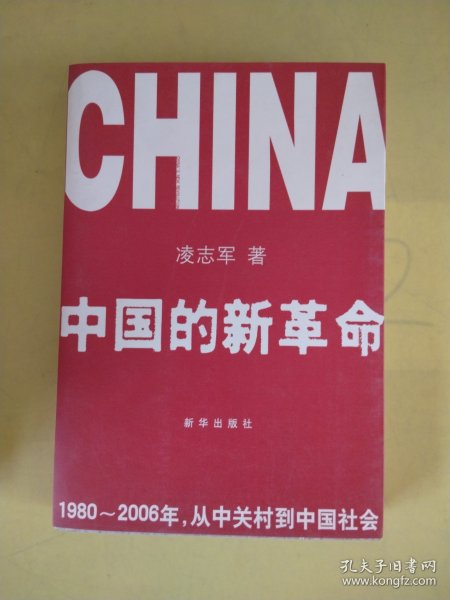 CHINA
凌志军 著
中国的新革命
新华出版社
1980～2006年，从中关村到中国社会
孔夫子旧书网
www.kongfz.com